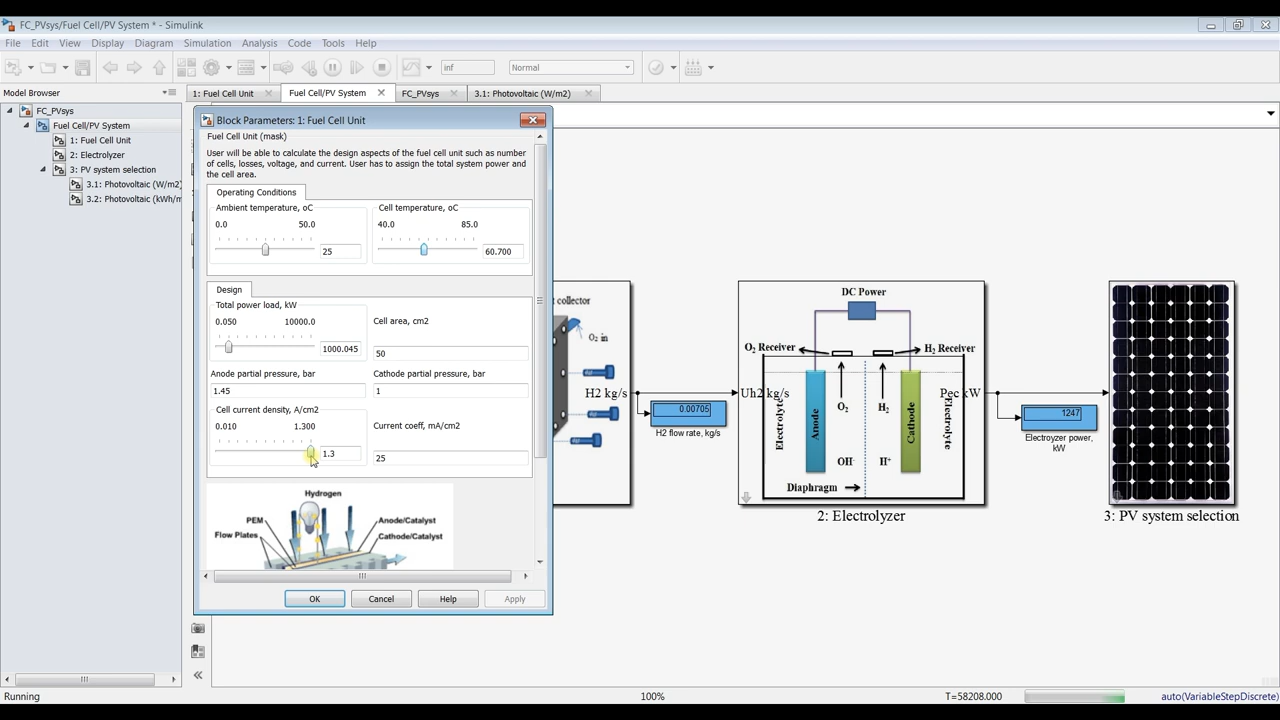 FC_PVsys/Fuel Cell/PV System * - Simulink
File Edit View Display Diagram Simulation Analysis Code Tools Help
inf
Normal
Model Browser
1: Fuel Cell Unit
Fuel Cell/PV System
FC_PVsys
3.1: Photovoltaic (W/m2)
FC_PVsys
Fuel Cell/PV System
1: Fuel Cell Unit
2: Electrolyzer
3: PV system selection
3.1: Photovoltaic (W/m2)
3.2: Photovoltaic (kWh/m
Block Parameters: 1: Fuel Cell Unit
Fuel Cell Unit (mask)
User will be able to calculate the design aspects of the fuel cell unit such as number
of cells, losses, voltage, and current. User has to assign the total system power and
the cell area.
Operating Conditions
Ambient temperature, oC
0.0 50.0
25
Cell temperature, oC
40.0 85.0
60.700
Design
Total power load, kW
0.050 10000.0
1000.045
Cell area, cm2
50
Anode partial pressure, bar
1.45
Cathode partial pressure, bar
1
Cell current density, A/cm2
0.010 1.300
1.3
Current coeff, mA/cm2
25
Hydrogen
PEM
Flow Plates
Anode/Catalyst
Cathode/Catalyst
OK Cancel Help Apply
t collector
O₂ in
H2 kg/s
0.00705
H2 flow rate, kg/s
Uh2 kg/s
DC Power
O₂ Receiver
H₂ Receiver
Electrolyte
Anode
O₂
H₂
Cathode
Electrolyte
OH-
H+
Diaphragm
Pec kW
2: Electrolyzer
1247
Electroyzer power,
kW
3: PV system selection
Running
100%
T=58208.000
auto(VariableStepDiscrete)